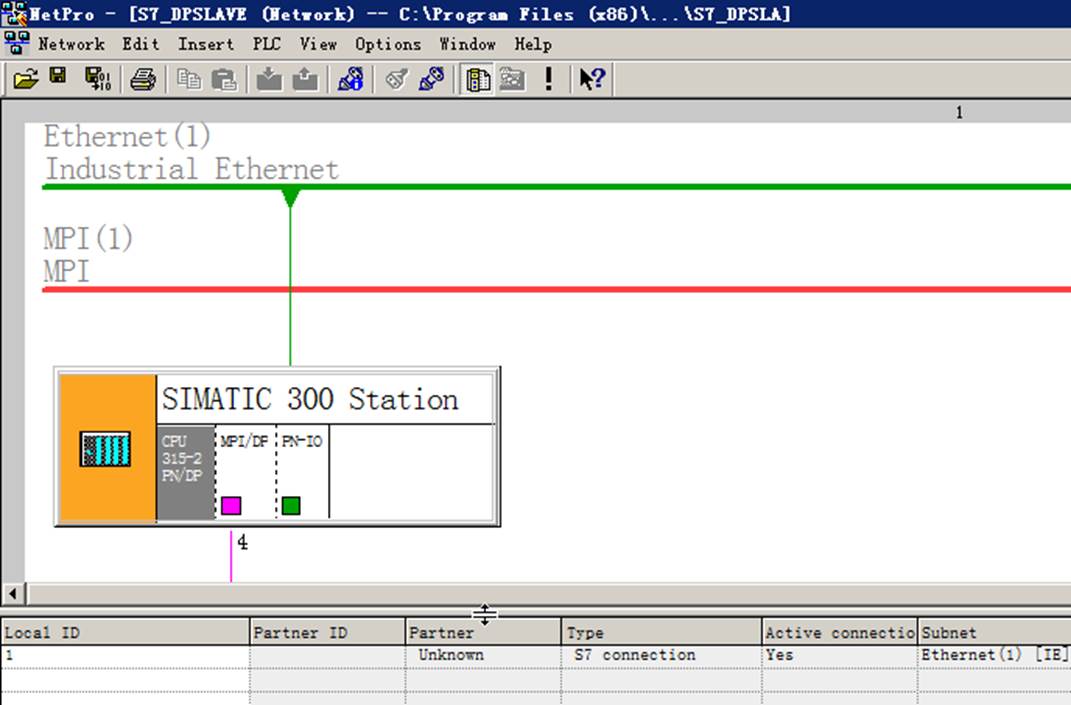 NetPro - [S7_DPSLAVE (Network) -- C:\Program Files (x86)\...\S7_DPSLA]
Network Edit Insert PLC View Options Window Help
1
Ethernet(1)
Industrial Ethernet
MPI(1)
MPI
SIMATIC 300 Station
CPU 315-2 PN/DP
MPI/DF
PN-IO
4
Local ID Partner ID Partner Type Active connectio Subnet
1 Unknown S7 connection Yes Ethernet(1) [IE]